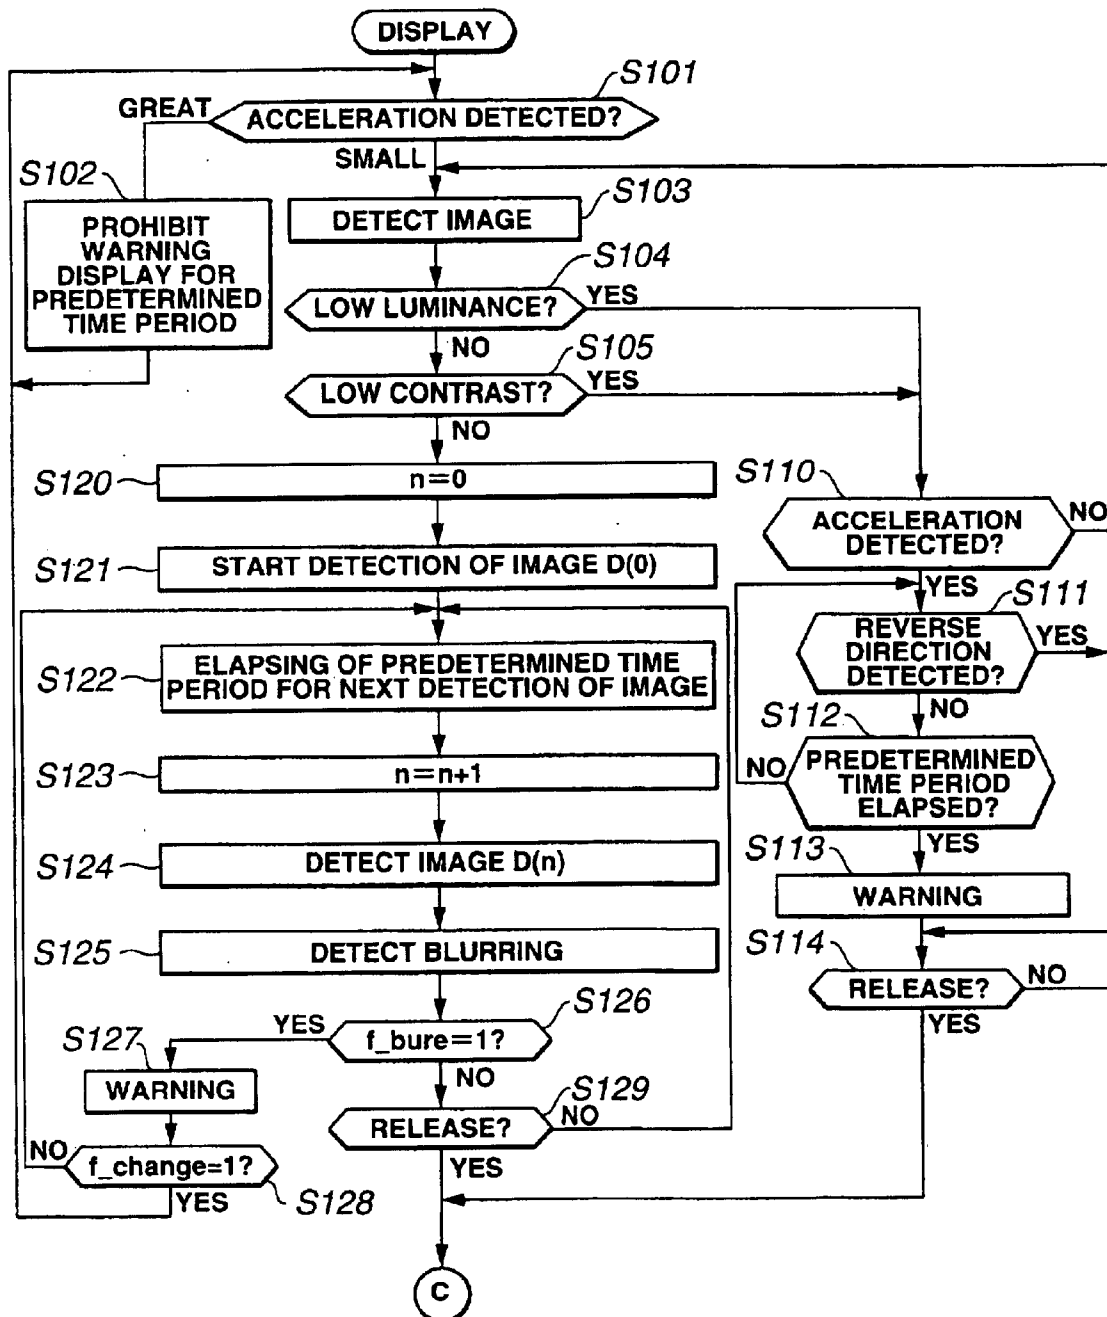 DISPLAY
S101
GREAT
ACCELERATION DETECTED?
SMALL
S102
PROHIBIT
WARNING
DISPLAY FOR
PREDETERMINED
TIME PERIOD
S103
DETECT IMAGE
S104
LOW LUMINANCE?
YES
NO
S105
LOW CONTRAST?
YES
NO
S120
n=0
S110
ACCELERATION
DETECTED?
NO
YES
S121
START DETECTION OF IMAGE D(0)
S111
REVERSE
DIRECTION
DETECTED?
YES
NO
S122
ELAPSING OF PREDETERMINED TIME
PERIOD FOR NEXT DETECTION OF IMAGE
S112
PREDETERMINED
TIME PERIOD
ELAPSED?
NO
YES
S123
n=n+1
S124
DETECT IMAGE D(n)
S113
WARNING
S125
DETECT BLURRING
S114
RELEASE?
NO
YES
S126
f_bure=1?
YES
NO
S127
WARNING
S129
RELEASE?
NO
YES
f_change=1?
NO
YES
S128
C